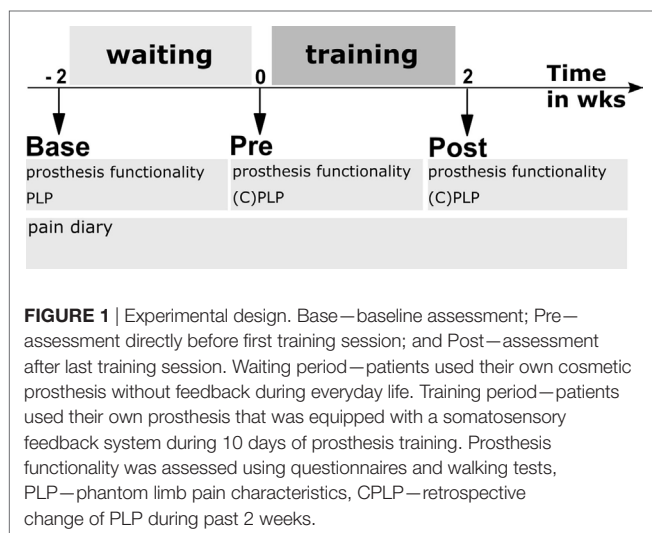 waiting training
- 2 0 2 Time
in wks
Base Pre Post
prosthesis functionality prosthesis functionality prosthesis functionality
PLP (C)PLP (C)PLP
pain diary
FIGURE 1 | Experimental design. Base—baseline assessment; Pre—
assessment directly before first training session; and Post—assessment
after last training session. Waiting period—patients used their own cosmetic
prosthesis without feedback during everyday life. Training period—patients
used their own prosthesis that was equipped with a somatosensory
feedback system during 10 days of prosthesis training. Prosthesis
functionality was assessed using questionnaires and walking tests,
PLP—phantom limb pain characteristics, CPLP—retrospective
change of PLP during past 2 weeks.